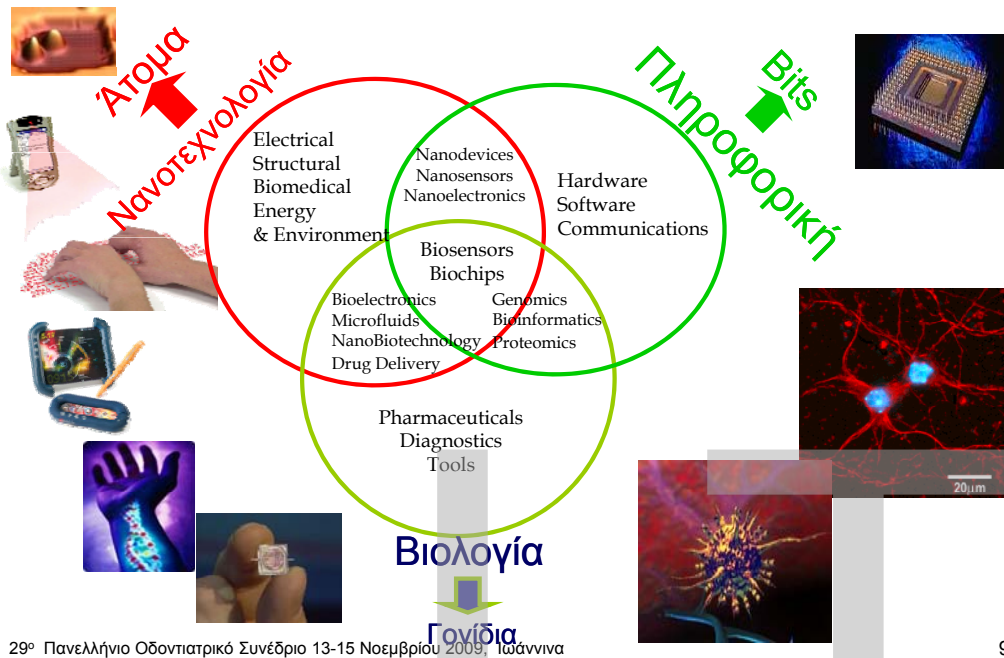 Άτομα
Νανοτεχνολογία
Πληροφορική
Bits
Electrical
Structural
Biomedical
Energy
& Environment
Nanodevices
Nanosensors
Nanoelectronics
Hardware
Software
Communications
Biosensors
Biochips
Bioelectronics
Microfluids
NanoBiotechnology
Drug Delivery
Genomics
Bioinformatics
Proteomics
Pharmaceuticals
Diagnostics
Tools
20μm
Βιολογία
Γονίδια
29ο Πανελλήνιο Οδοντιατρικό Συνέδριο 13-15 Νοεμβρίου 2009, Ιωάννινα
9